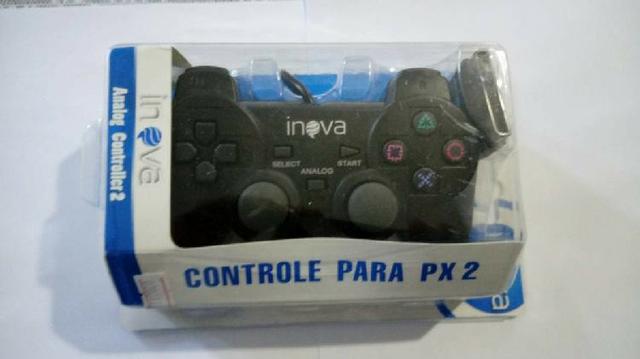 inova
Analog Controller 2
inova
SELECT
START
ANALOG
CONTROLE PARA PX 2